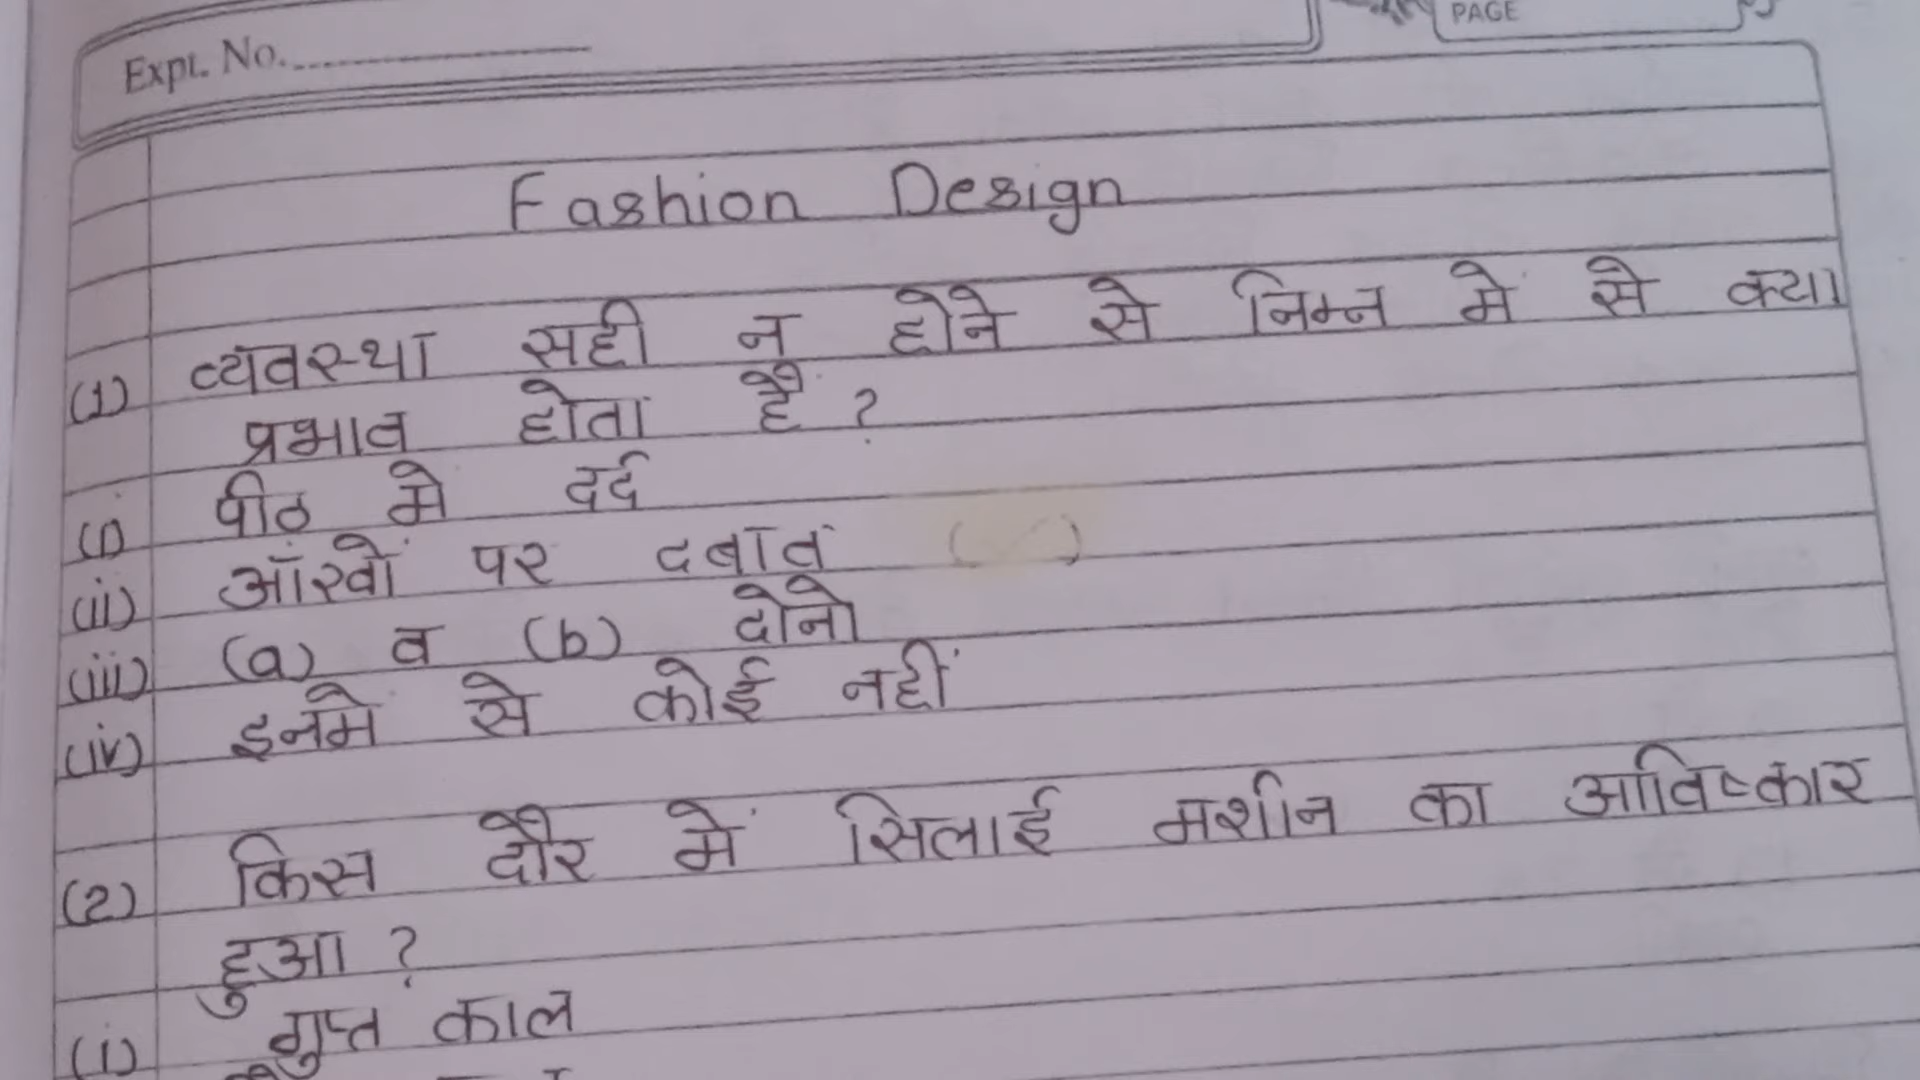 Expt. No.
PAGE
Fashion Design
(1) व्यवस्था सही न होने से निम्न मे से क्या
प्रभाव होता है ?
(i) पीठ मे दर्द
(ii) आँखों पर दबाव
(iii) (a) व (b) दोनो
(iv) इनमे से कोई नहीं
(2) किस दौर में सिलाई मशीन का आविष्कार
हुआ ?
(i) गुप्त काल